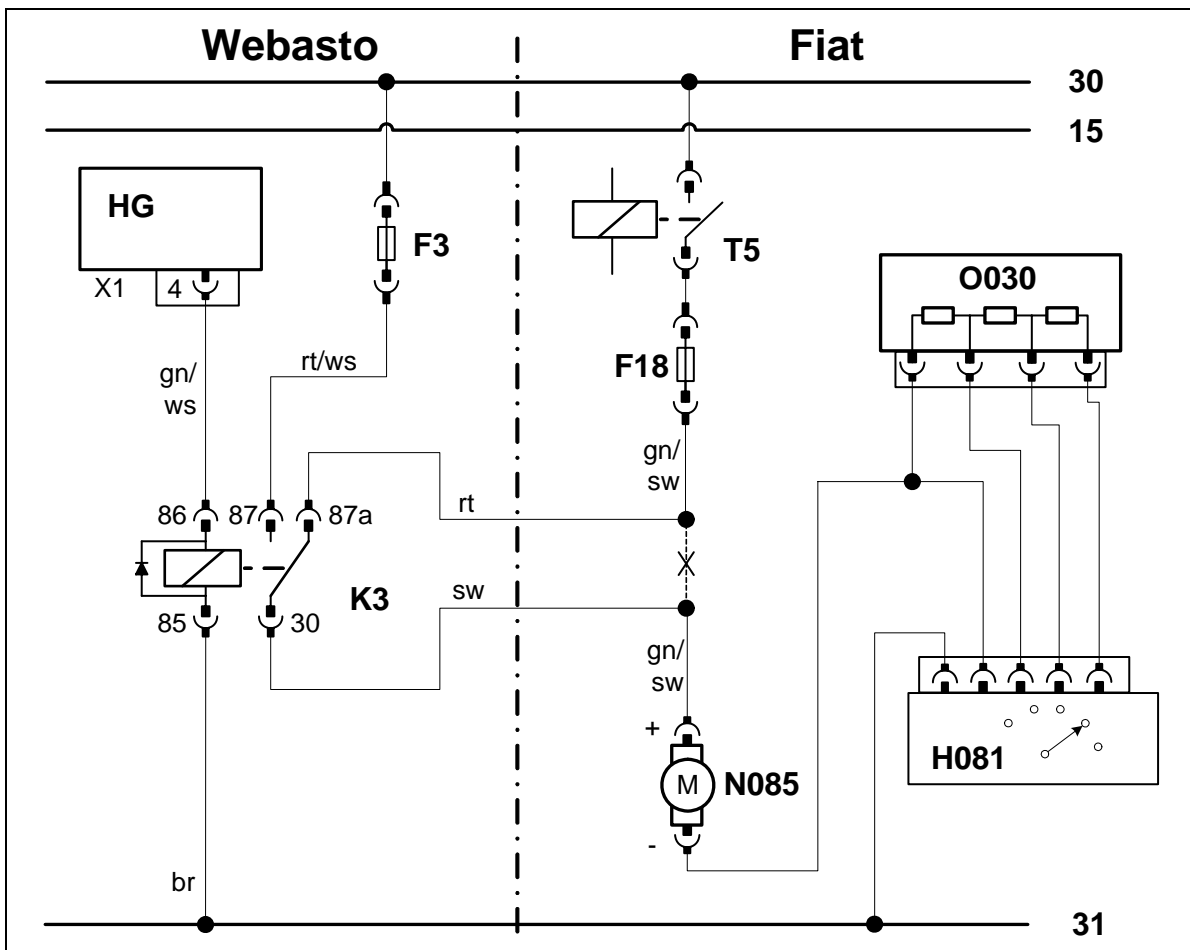 Webasto
Fiat
30
15
HG
X1
4
F3
T5
O030
rt/ws
F18
gn/
ws
gn/
sw
86
87
87a
rt
K3
sw
85
30
gn/
sw
+
H081
M
N085
-
br
31